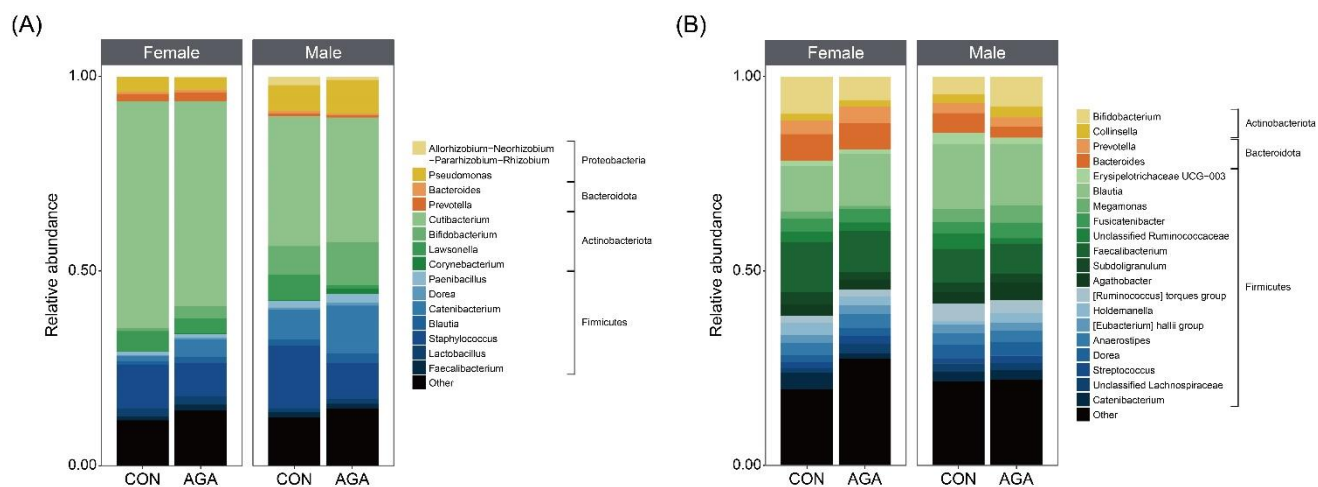 (A)
Female
Male
1.00
0.50
0.00
Relative abundance
CON
AGA
CON
AGA
Allorhizobium−Neorhizobium
−Pararhizobium−Rhizobium
Pseudomonas
Bacteroides
Prevotella
Cutibacterium
Bifidobacterium
Lawsonella
Corynebacterium
Paenibacillus
Dorea
Catenibacterium
Blautia
Staphylococcus
Lactobacillus
Faecalibacterium
Other
Proteobacteria
Bacteroidota
Actinobacteriota
Firmicutes
(B)
Female
Male
1.00
0.50
0.00
Relative abundance
CON
AGA
CON
AGA
Bifidobacterium
Collinsella
Prevotella
Bacteroides
Erysipelotrichaceae UCG−003
Blautia
Megamonas
Fusicatenibacter
Unclassified Ruminococcaceae
Faecalibacterium
Subdoligranulum
Agathobacter
[Ruminococcus] torques group
Holdemanella
[Eubacterium] hallii group
Anaerostipes
Dorea
Streptococcus
Unclassified Lachnospiraceae
Catenibacterium
Other
Actinobacteriota
Bacteroidota
Firmicutes